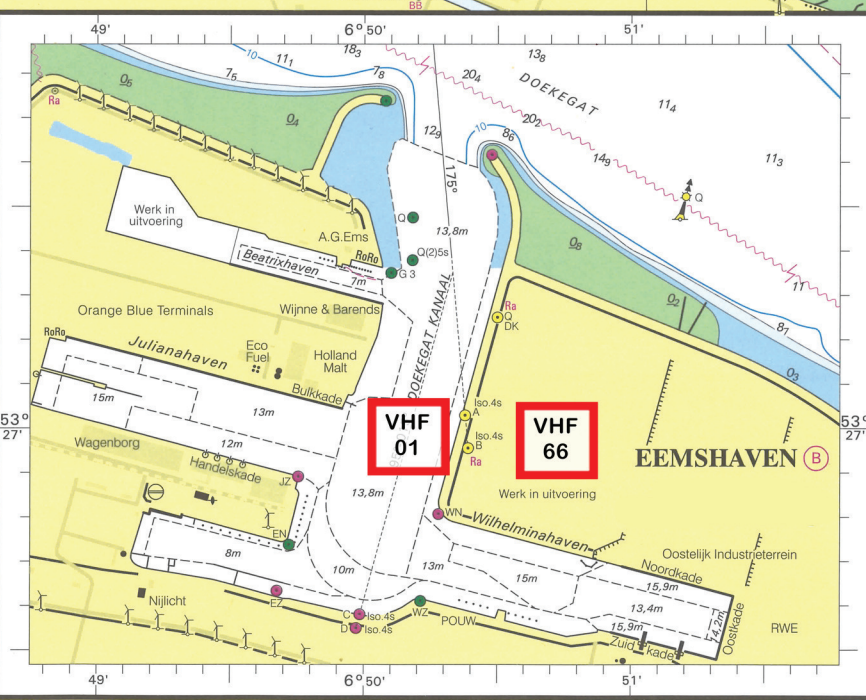 BB
49'
6°50'
51'
10
11₁
18₃
13₈
0₅
7₅
7₈
20₄
DOEKEGAT
11₄
Ra
0₄
12₉
10
8₆
20₂
14₉
11₃
175°
Q
Werk in
uitvoering
Q
13,8m
A.G.Ems
0₈
RoRo
Q(2)5s
Beatrixhaven
G 3
7m
11
0₂
Orange Blue Terminals
Wijnne & Barends
Ra
Q
DK
8₇
DOEKEGAT KANAAL
RoRo
Julianahaven
Eco
Fuel
Holland
Malt
0₃
Bulkkade
15m
13m
VHF
01
Iso.4s
A
VHF
66
53°
27'
53°
27'
Wagenborg
12m
Iso.4s
B
Ra
EEMSHAVEN
B
Handelskade
JZ
13,8m
Werk in uitvoering
WN
Wilhelminahaven
EN
8m
10m
13m
15m
Oostelijk Industrieterrein
Noordkade
15,9m
13,4m
14,2m
Oostkade
Nijlicht
EZ
C
Iso.4s
D
Iso.4s
WZ
POUW
15,9m
Zuidkade
RWE
49'
6°50'
51'